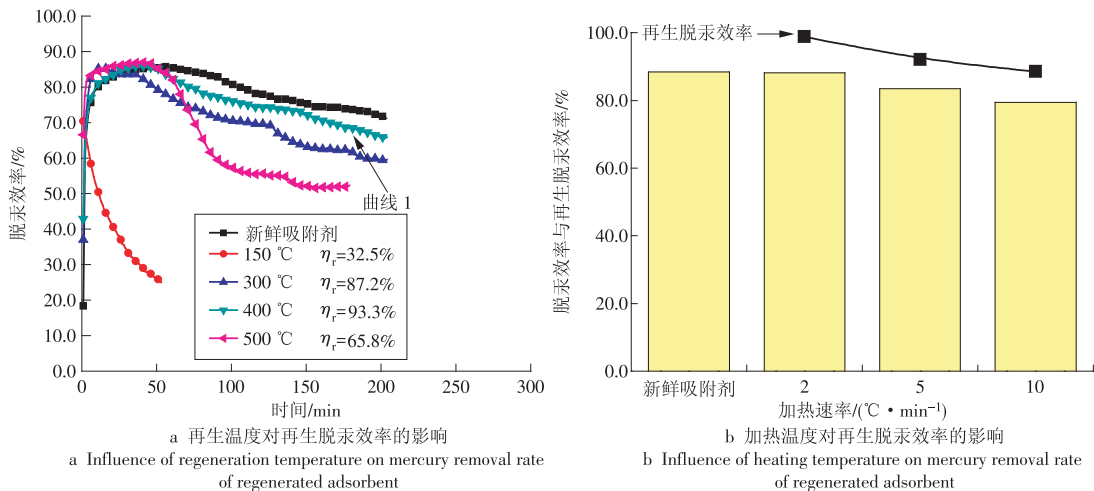 脱汞效率/%
100.0
90.0
80.0
70.0
60.0
50.0
40.0
30.0
20.0
10.0
0.0
曲线 1
新鲜吸附剂
150 ℃ ηr=32.5%
300 ℃ ηr=87.2%
400 ℃ ηr=93.3%
500 ℃ ηr=65.8%
0 50 100 150 200 250 300
时间/min
a 再生温度对再生脱汞效率的影响
a Influence of regeneration temperature on mercury removal rate
of regenerated adsorbent
脱汞效率与再生脱汞效率/%
100.0
80.0
60.0
40.0
20.0
0.0
再生脱汞效率
新鲜吸附剂 2 5 10
加热速率/(℃·min⁻¹)
b 加热温度对再生脱汞效率的影响
b Influence of heating temperature on mercury removal rate
of regenerated adsorbent